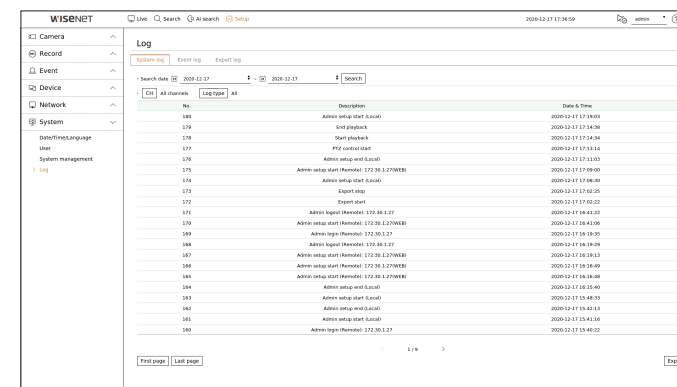 WISENET
Live Search AI search Setup 2020-12-17 17:36:59 admin
Camera
Record
Event
Device
Network
System
Date/Time/Language
User
System management
Log
Log
System log Event log Export log
Search date 2020-12-17 ~ 2020-12-17 Search
CH All channels Log type All
No. Description Date & Time
180 Admin setup start (Local) 2020-12-17 17:19:03
179 End playback 2020-12-17 17:14:38
178 Start playback 2020-12-17 17:14:34
177 PTZ control start 2020-12-17 17:13:14
176 Admin setup end (Local) 2020-12-17 17:11:03
175 Admin setup start (Remote): 172.30.1.27(WEB) 2020-12-17 17:09:00
174 Admin setup start (Local) 2020-12-17 17:08:30
173 Export stop 2020-12-17 17:02:25
172 Export start 2020-12-17 17:02:22
171 Admin logout (Remote): 172.30.1.27 2020-12-17 16:41:22
170 Admin setup start (Remote): 172.30.1.27(WEB) 2020-12-17 16:41:06
169 Admin login (Remote): 172.30.1.27 2020-12-17 16:19:35
168 Admin logout (Remote): 172.30.1.27 2020-12-17 16:19:29
167 Admin setup start (Remote): 172.30.1.27(WEB) 2020-12-17 16:19:13
166 Admin setup start (Remote): 172.30.1.27(WEB) 2020-12-17 16:16:49
165 Admin setup start (Remote): 172.30.1.27(WEB) 2020-12-17 16:16:48
164 Admin setup end (Local) 2020-12-17 16:15:40
163 Admin setup start (Local) 2020-12-17 15:48:33
162 Admin setup end (Local) 2020-12-17 15:42:13
161 Admin setup start (Local) 2020-12-17 15:41:16
160 Admin login (Remote): 172.30.1.27 2020-12-17 15:40:22
< 1 / 9 >
First page Last page Exp